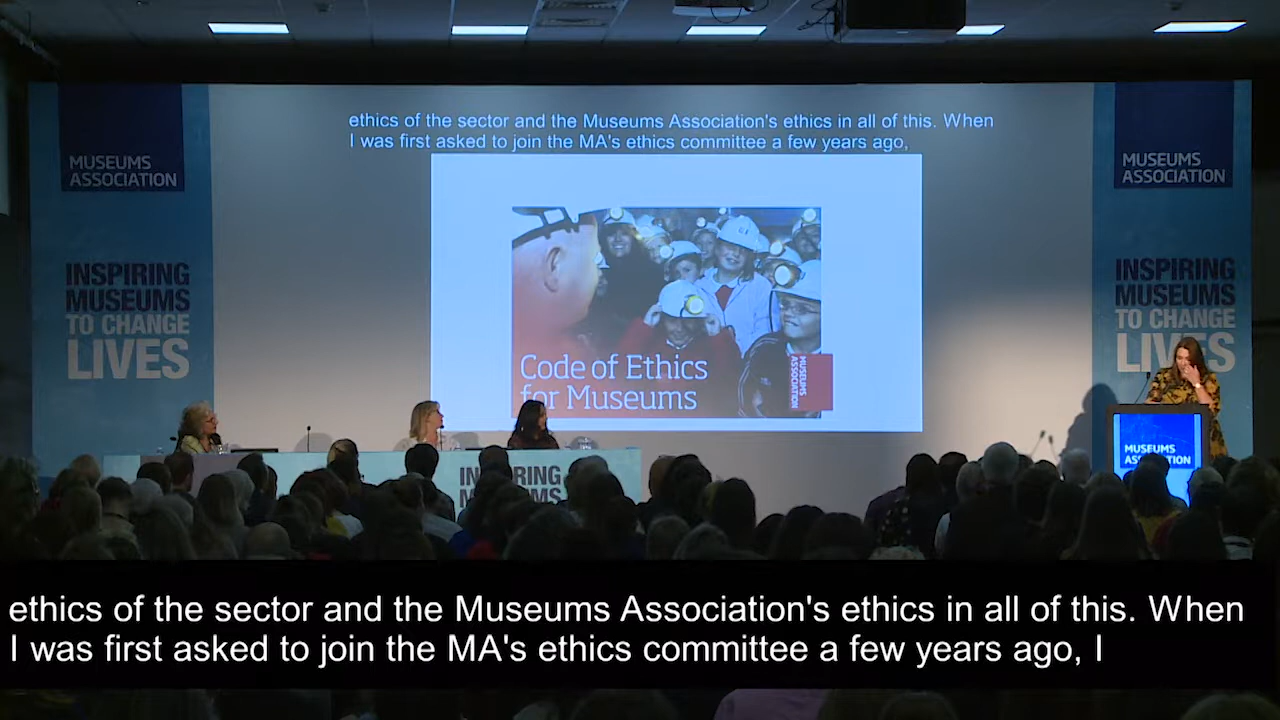 ethics of the sector and the Museums Association's ethics in all of this. When
I was first asked to join the MA's ethics committee a few years ago,
MUSEUMS
ASSOCIATION
INSPIRING
MUSEUMS
TO CHANGE
LIVES
Code of Ethics
for Museums
MUSEUMS
ASSOCIATION
MUSEUMS
ASSOCIATION
INSPIRING
MUSEUMS
TO CHANGE
LIVES
MUSEUMS
ASSOCIATION
INSPIRING
ethics of the sector and the Museums Association's ethics in all of this. When
I was first asked to join the MA's ethics committee a few years ago, I